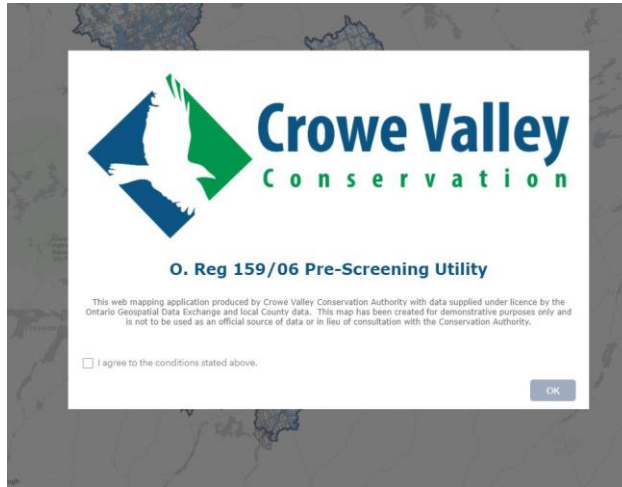 Crowe Valley
Conservation
O. Reg 159/06 Pre-Screening Utility
This web mapping application produced by Crowe Valley Conservation Authority with data supplied under licence by the
Ontario Geospatial Data Exchange and local County data. This map has been created for demonstrative purposes only and
is not to be used as an official source of data or in lieu of consultation with the Conservation Authority.
I agree to the conditions stated above.
OK